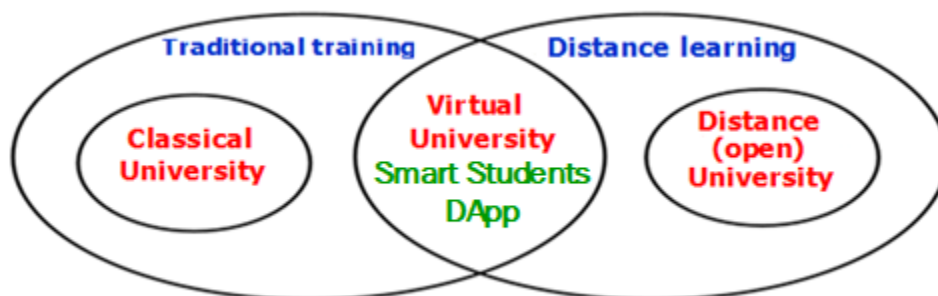 Traditional training
Distance learning
Classical
University
Virtual
University
Smart Students
DApp
Distance
(open)
University